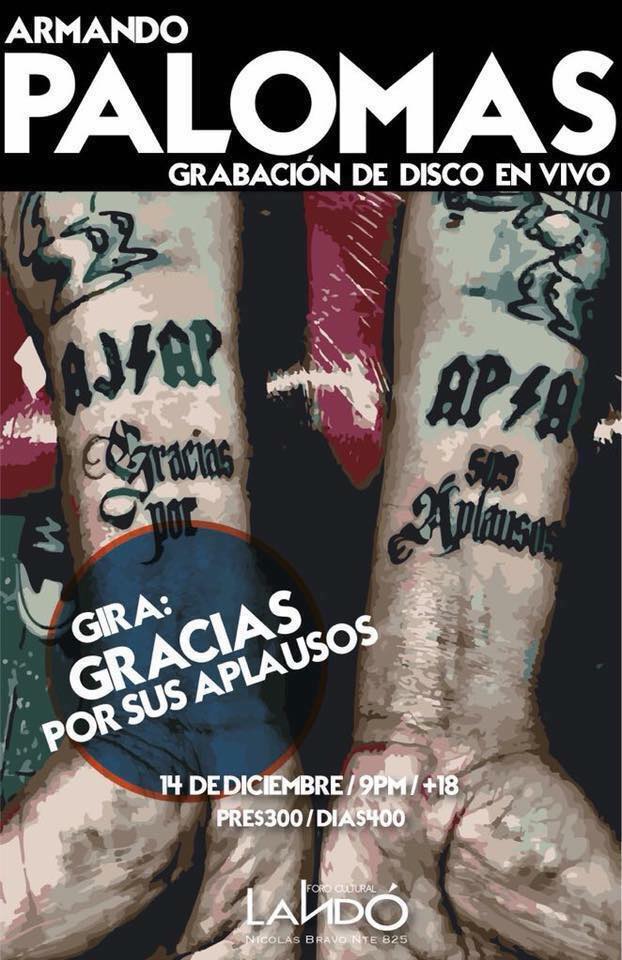 ARMANDO
PALOMAS
GRABACIÓN DE DISCO EN VIVO
AJ⚡AP
AP⚡A
Gracias
por
sus
Aplausos
GIRA:
GRACIAS
POR SUS APLAUSOS
14 DE DICIEMBRE / 9PM / +18
PRE$300 / DIA$400
FORO CULTURAL
LANDÓ
NICOLÁS BRAVO NTE 825